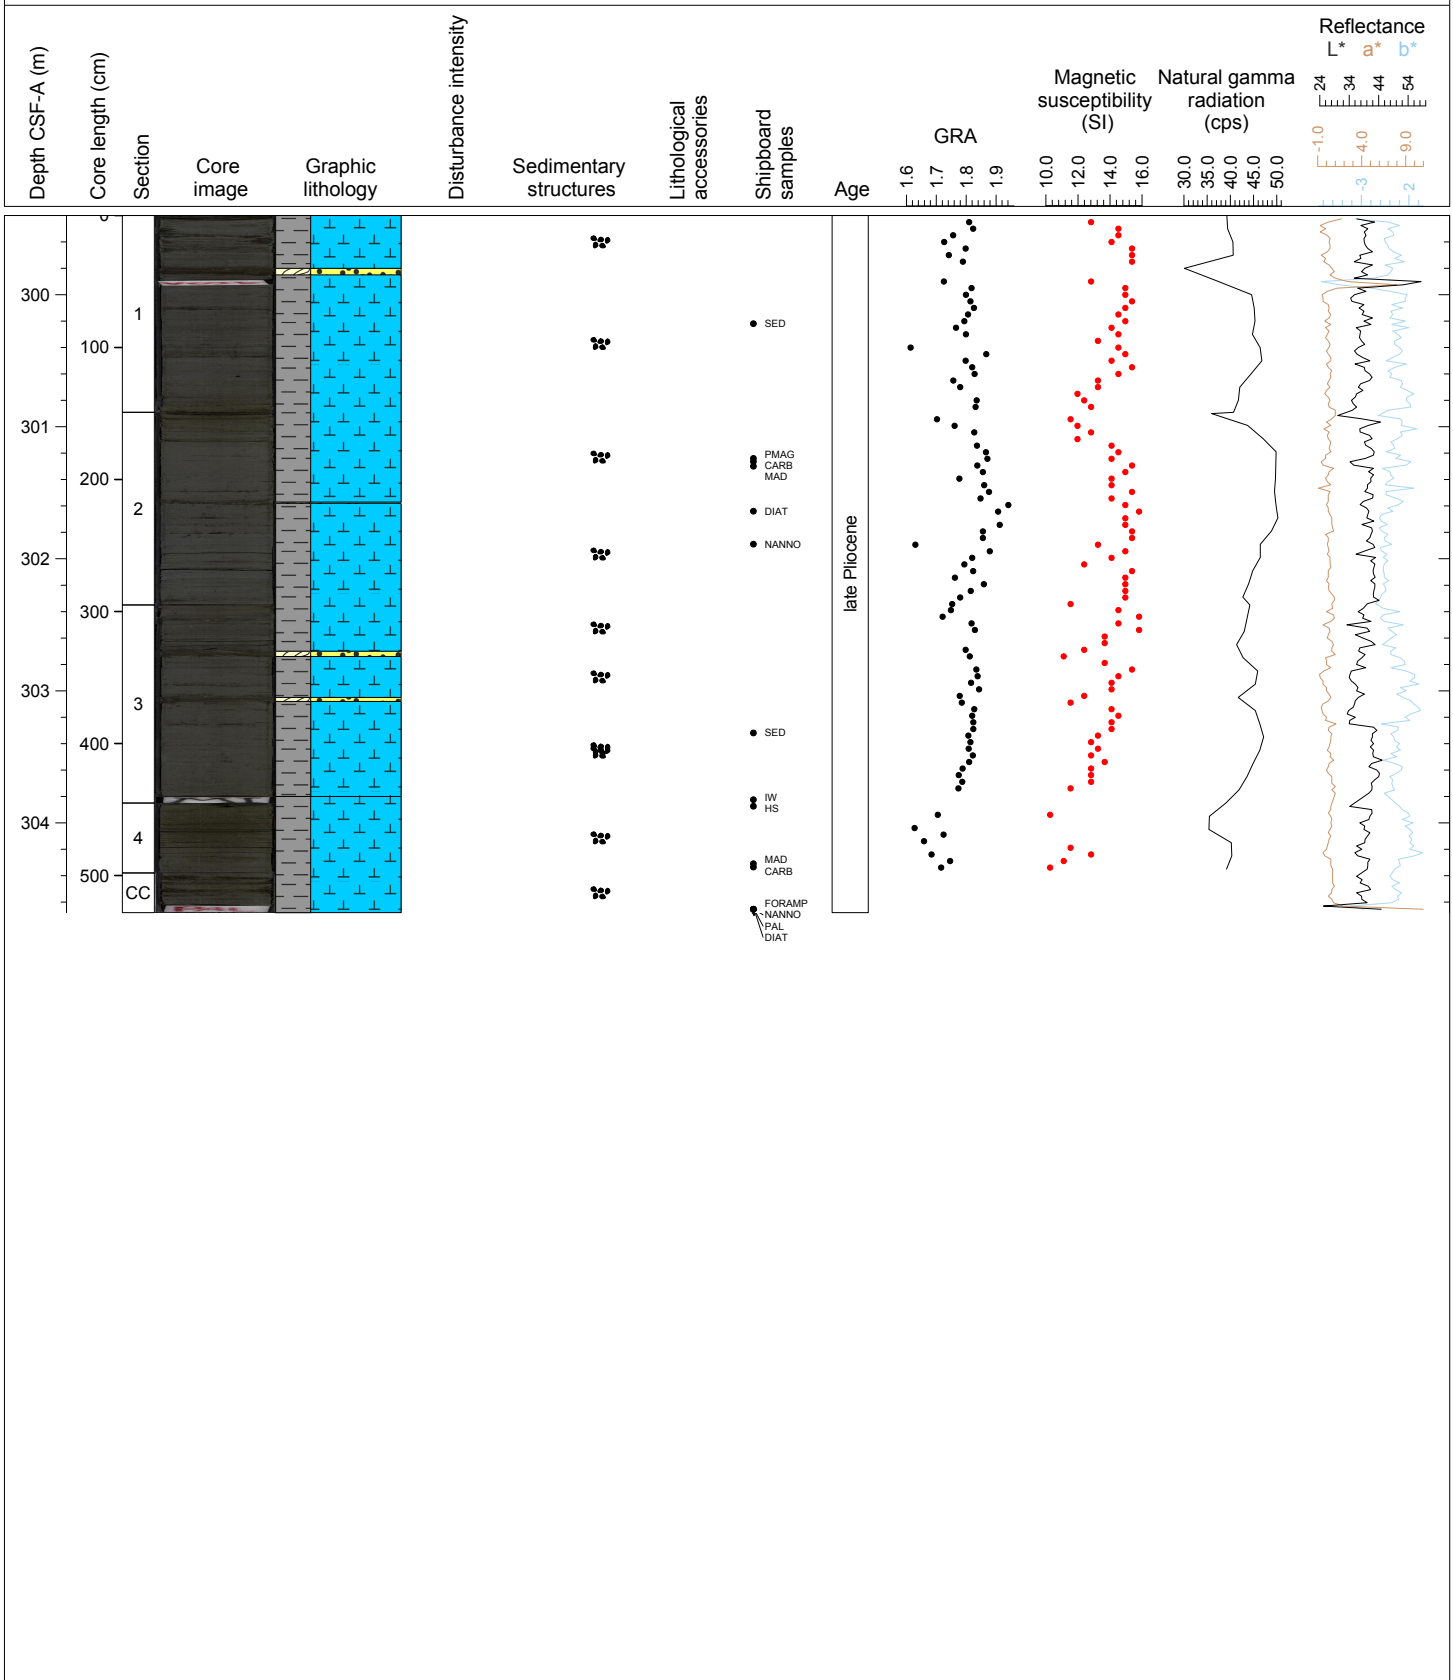 Depth CSF-A (m)
Core length (cm)
Section
Core
image
Graphic
lithology
Disturbance intensity
Sedimentary
structures
Lithological
accessories
Shipboard
samples
Age
GRA
1.6 1.7 1.8 1.9
Magnetic
susceptibility
(SI)
10.0 12.0 14.0 16.0
Natural gamma
radiation
(cps)
30.0 35.0 40.0 45.0 50.0
Reflectance
L* a* b*
24 34 44 54
-1.0 4.0 9.0
-3 2
0
300
1
SED
100
301
PMAG
CARB
MAD
200
2
DIAT
NANNO
302
late Pliocene
300
303
3
SED
400
IW
HS
304
4
MAD
CARB
500
CC
FORAMP
NANNO
PAL
DIAT